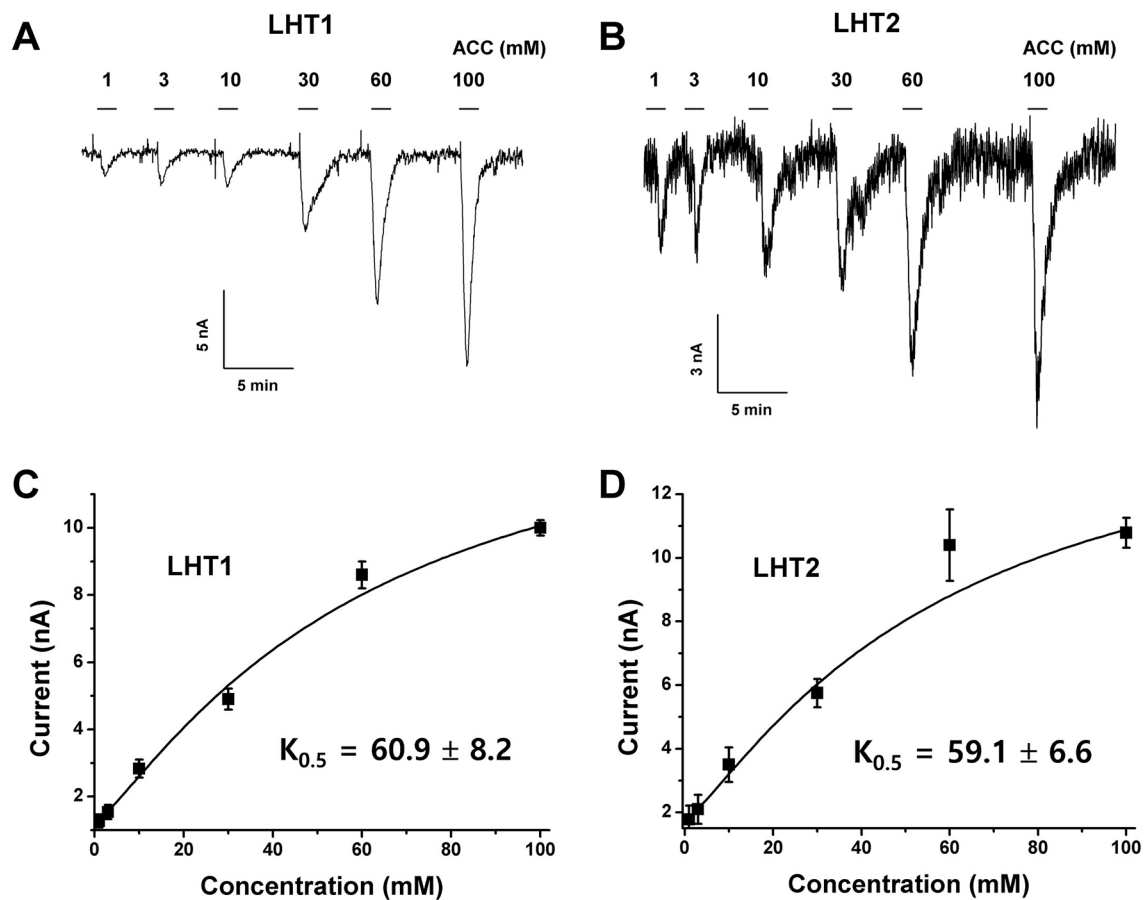 A
LHT1
ACC (mM)
1 3 10 30 60 100
5 nA
5 min
B
LHT2
ACC (mM)
1 3 10 30 60 100
3 nA
5 min
C
10
8
6
4
2
0 20 40 60 80 100
LHT1
K0.5 = 60.9 ± 8.2
Current (nA)
Concentration (mM)
D
12
10
8
6
4
2
0 20 40 60 80 100
LHT2
K0.5 = 59.1 ± 6.6
Current (nA)
Concentration (mM)